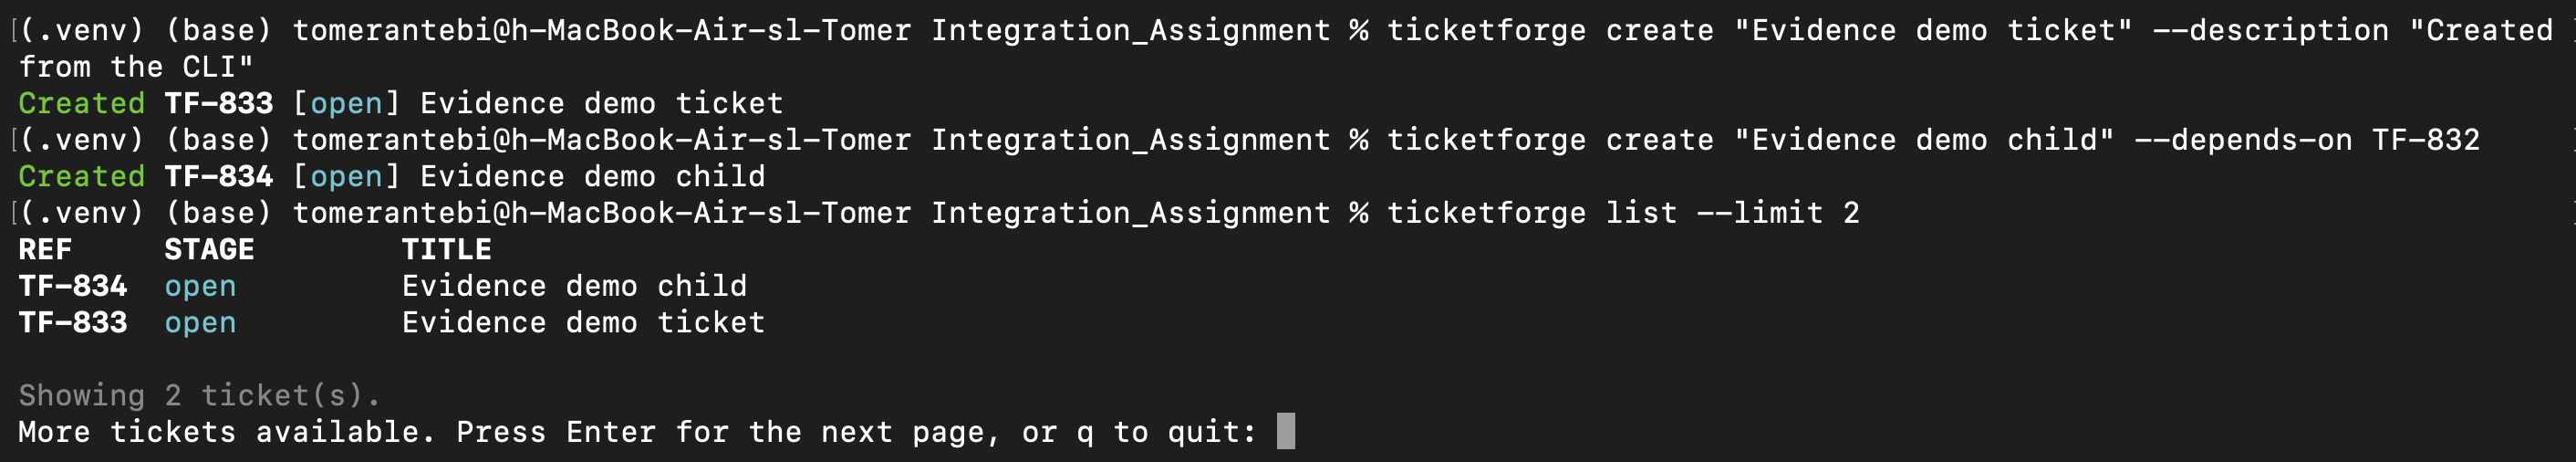 (.venv) (base) tomerantebi@h-MacBook-Air-sl-Tomer Integration_Assignment % ticketforge create "Evidence demo ticket" --description "Created
from the CLI"
Created TF-833 [open] Evidence demo ticket
(.venv) (base) tomerantebi@h-MacBook-Air-sl-Tomer Integration_Assignment % ticketforge create "Evidence demo child" --depends-on TF-832
Created TF-834 [open] Evidence demo child
(.venv) (base) tomerantebi@h-MacBook-Air-sl-Tomer Integration_Assignment % ticketforge list --limit 2
REF STAGE TITLE
TF-834 open Evidence demo child
TF-833 open Evidence demo ticket
Showing 2 ticket(s).
More tickets available. Press Enter for the next page, or q to quit: